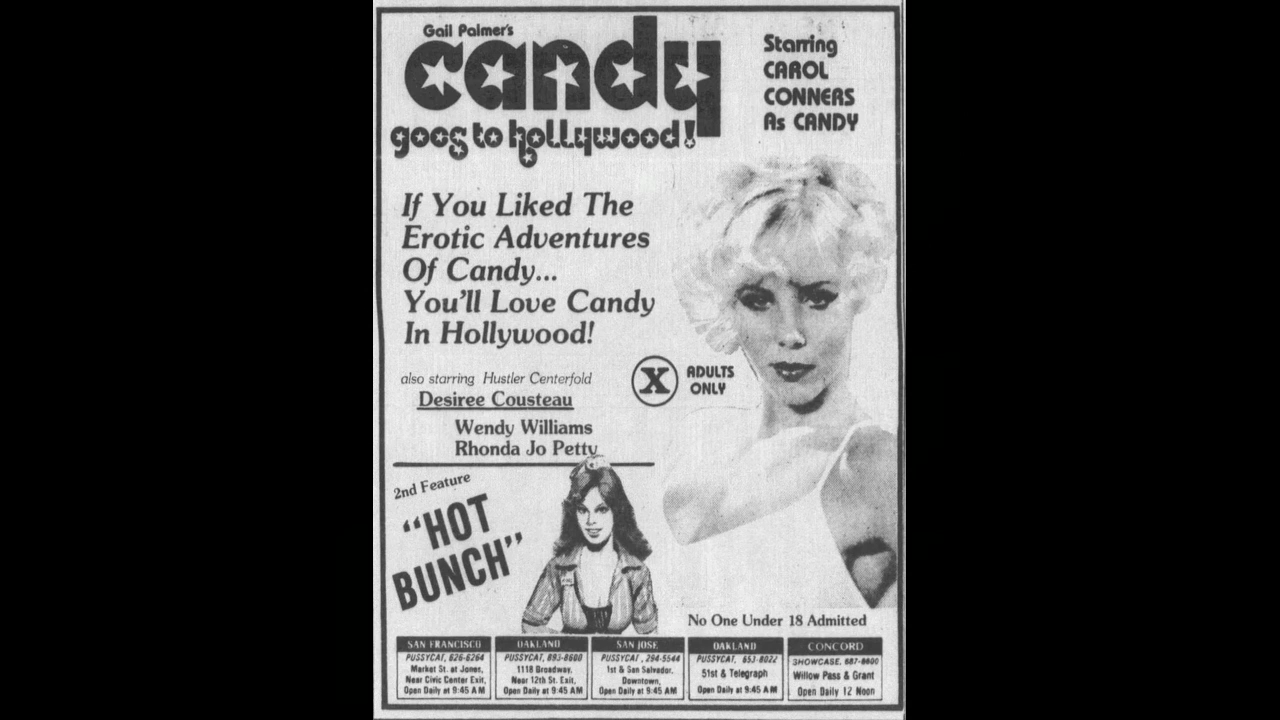 Gail Palmer's
candy
goes to hollywood!
Starring
CAROL
CONNERS
As CANDY
If You Liked The
Erotic Adventures
Of Candy...
You'll Love Candy
In Hollywood!
X
ADULTS
ONLY
also starring Hustler Centerfold
Desiree Cousteau
Wendy Williams
Rhonda Jo Petty
2nd Feature
"HOT
BUNCH"
No One Under 18 Admitted
SAN FRANCISCO
PUSSYCAT, 626-6264
Market St. at Jones,
Near Civic Center Exit,
Open Daily at 9:45 AM
OAKLAND
PUSSYCAT, 893-8600
1118 Broadway,
Near 12th St. Exit,
Open Daily at 9:45 AM
SAN JOSE
PUSSYCAT, 294-5544
1st & San Salvador,
Downtown,
Open Daily at 9:45 AM
OAKLAND
PUSSYCAT, 653-8022
51st & Telegraph
Open Daily at 9:45 AM
CONCORD
SHOWCASE, 687-8600
Willow Pass & Grant
Open Daily 12 Noon